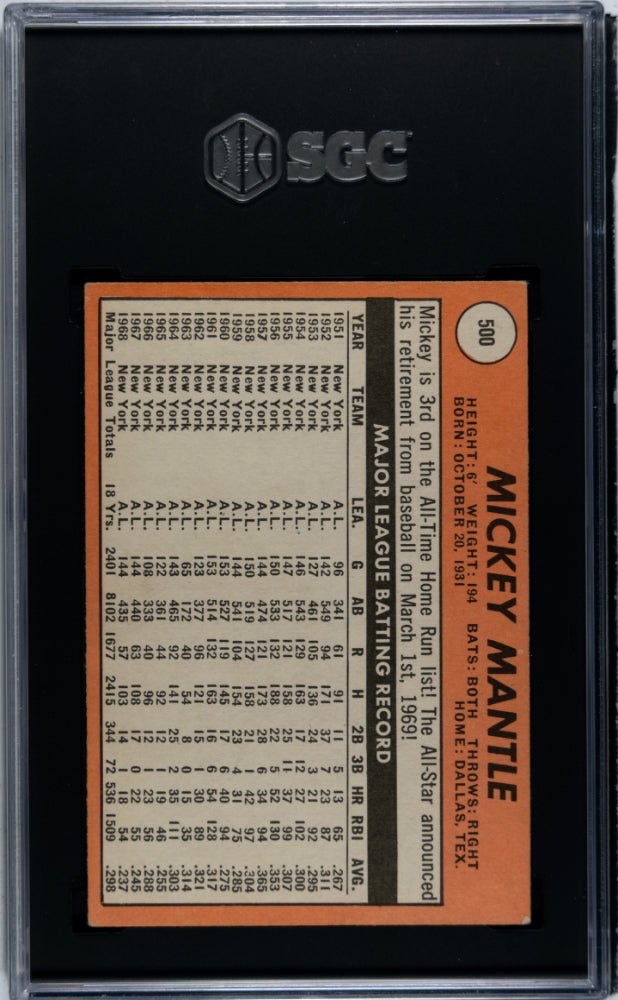 SGC
500
MICKEY MANTLE
HEIGHT: 6' WEIGHT: 194 BATS: BOTH THROWS: RIGHT
BORN: OCTOBER 20, 1931 HOME: DALLAS, TEX.
Mickey is 3rd on the All-Time Home Run list! The All-Star announced
his retirement from baseball on March 1st, 1969!
MAJOR LEAGUE BATTING RECORD
YEAR TEAM LEA. G AB R H 2B 3B HR RBI AVG.
1951 New York A.L. 96 341 61 91 11 5 13 65 .267
1952 New York A.L. 142 549 94 171 37 7 23 87 .311
1953 New York A.L. 127 461 105 136 24 3 21 92 .295
1954 New York A.L. 146 543 129 163 17 12 27 102 .300
1955 New York A.L. 147 517 121 158 25 11 37 99 .307
1956 New York A.L. 150 533 132 188 22 5 52 130 .353
1957 New York A.L. 144 474 121 173 28 6 34 94 .365
1958 New York A.L. 150 519 127 158 21 1 42 97 .304
1959 New York A.L. 144 541 104 154 23 4 31 75 .285
1960 New York A.L. 153 527 119 145 17 6 40 94 .275
1961 New York A.L. 153 514 132 163 16 6 54 128 .317
1962 New York A.L. 123 377 96 121 15 1 30 89 .321
1963 New York A.L. 65 172 40 54 8 0 15 35 .314
1964 New York A.L. 143 465 92 141 25 2 35 111 .303
1965 New York A.L. 122 361 44 92 12 1 19 46 .255
1966 New York A.L. 108 333 40 96 12 1 23 56 .288
1967 New York A.L. 144 440 63 108 17 0 22 55 .245
1968 New York A.L. 144 435 57 103 14 1 18 54 .237
Major League Totals 18 Yrs. 2401 8102 1677 2415 344 72 536 1509 .298